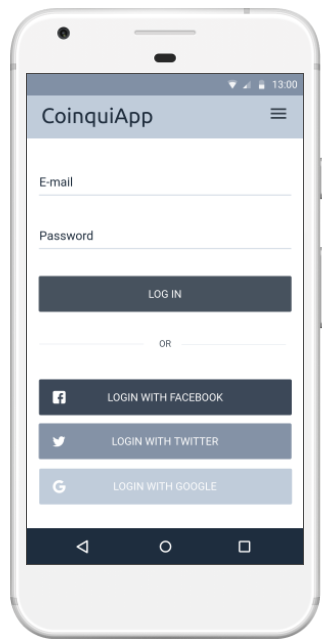 13:00
CoinquiApp
E-mail
Password
LOG IN
OR
LOGIN WITH FACEBOOK
LOGIN WITH TWITTER
LOGIN WITH GOOGLE